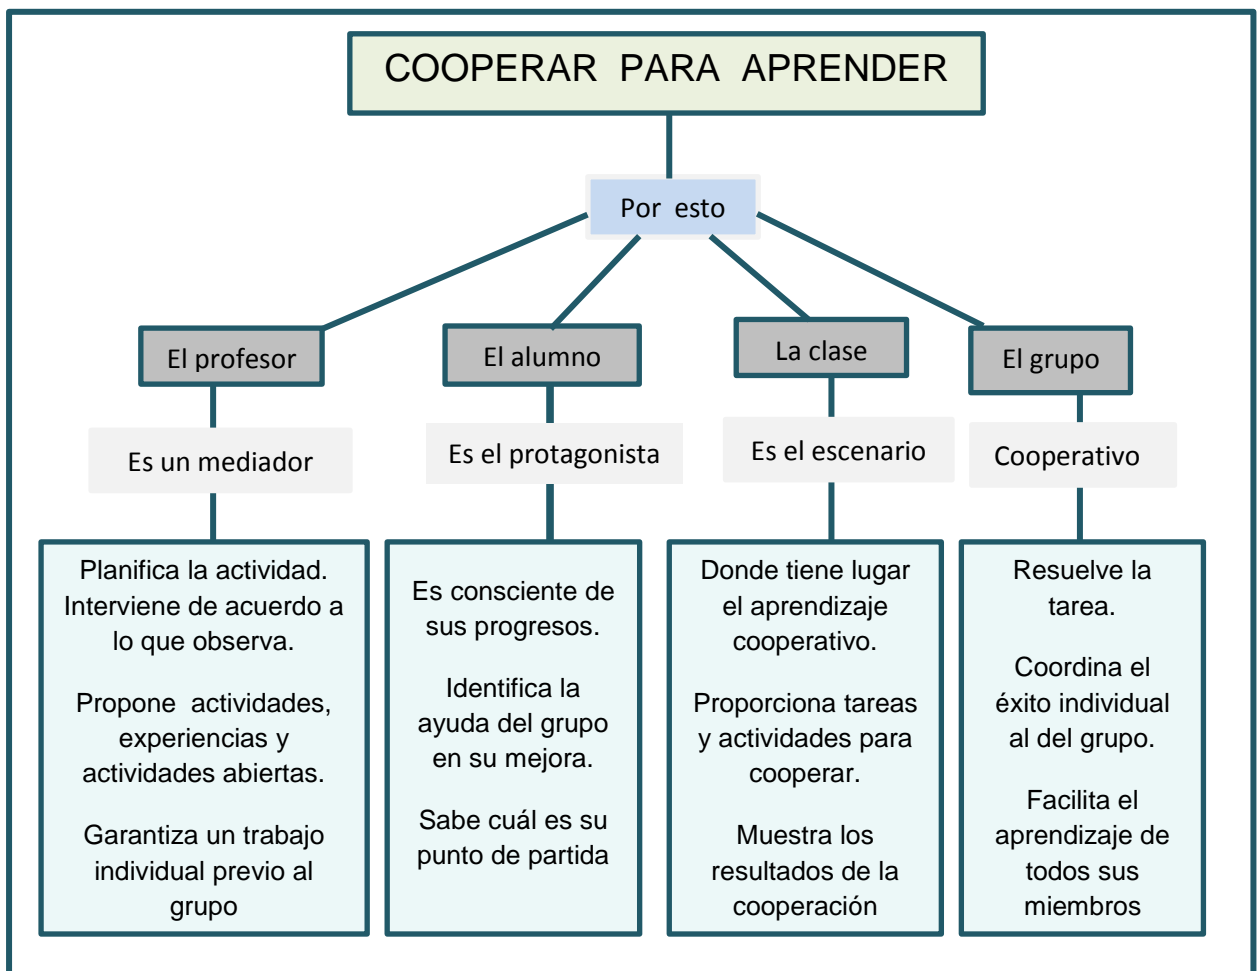 COOPERAR PARA APRENDER
Por esto
El profesor
Es un mediador
Planifica la actividad.
Interviene de acuerdo a
lo que observa.
Propone actividades,
experiencias y
actividades abiertas.
Garantiza un trabajo
individual previo al
grupo
El alumno
Es el protagonista
Es consciente de
sus progresos.
Identifica la
ayuda del grupo
en su mejora.
Sabe cuál es su
punto de partida
La clase
Es el escenario
Donde tiene lugar
el aprendizaje
cooperativo.
Proporciona tareas
y actividades para
cooperar.
Muestra los
resultados de la
cooperación
El grupo
Cooperativo
Resuelve la
tarea.
Coordina el
éxito individual
al del grupo.
Facilita el
aprendizaje de
todos sus
miembros